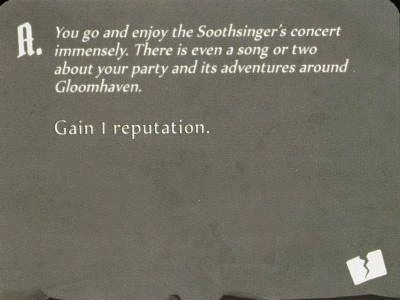 A. You go and enjoy the Soothsinger's concert
immensely. There is even a song or two
about your party and its adventures around
Gloomhaven.
Gain 1 reputation.